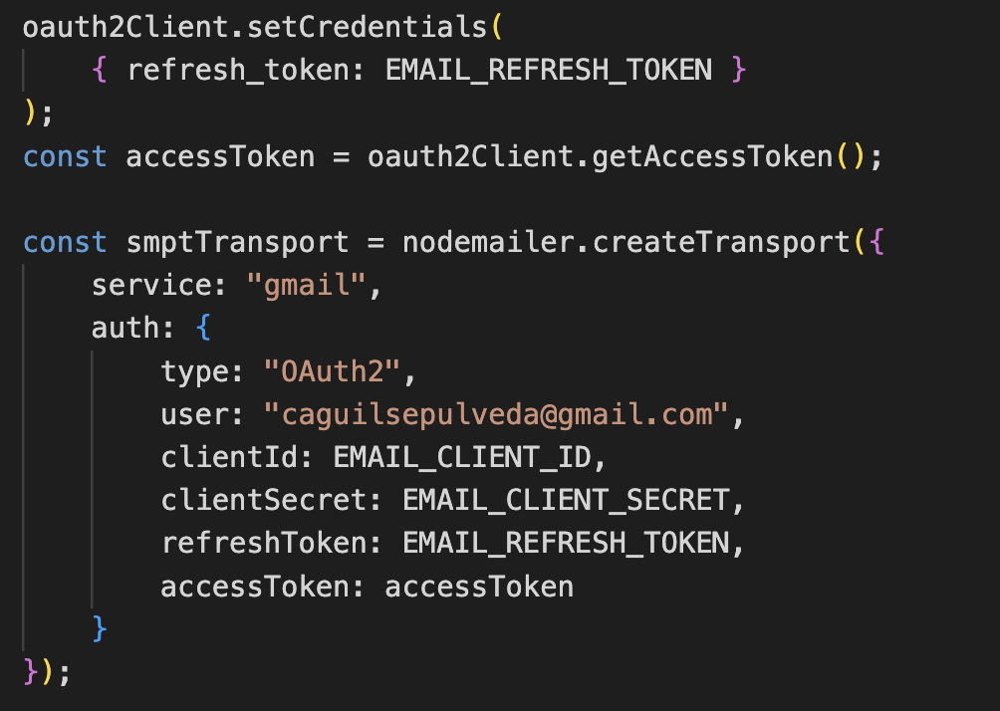 oauth2Client.setCredentials(
    { refresh_token: EMAIL_REFRESH_TOKEN }
);
const accessToken = oauth2Client.getAccessToken();

const smptTransport = nodemailer.createTransport({
    service: "gmail",
    auth: {
        type: "OAuth2",
        user: "caguilsepulveda@gmail.com",
        clientId: EMAIL_CLIENT_ID,
        clientSecret: EMAIL_CLIENT_SECRET,
        refreshToken: EMAIL_REFRESH_TOKEN,
        accessToken: accessToken
    }
});